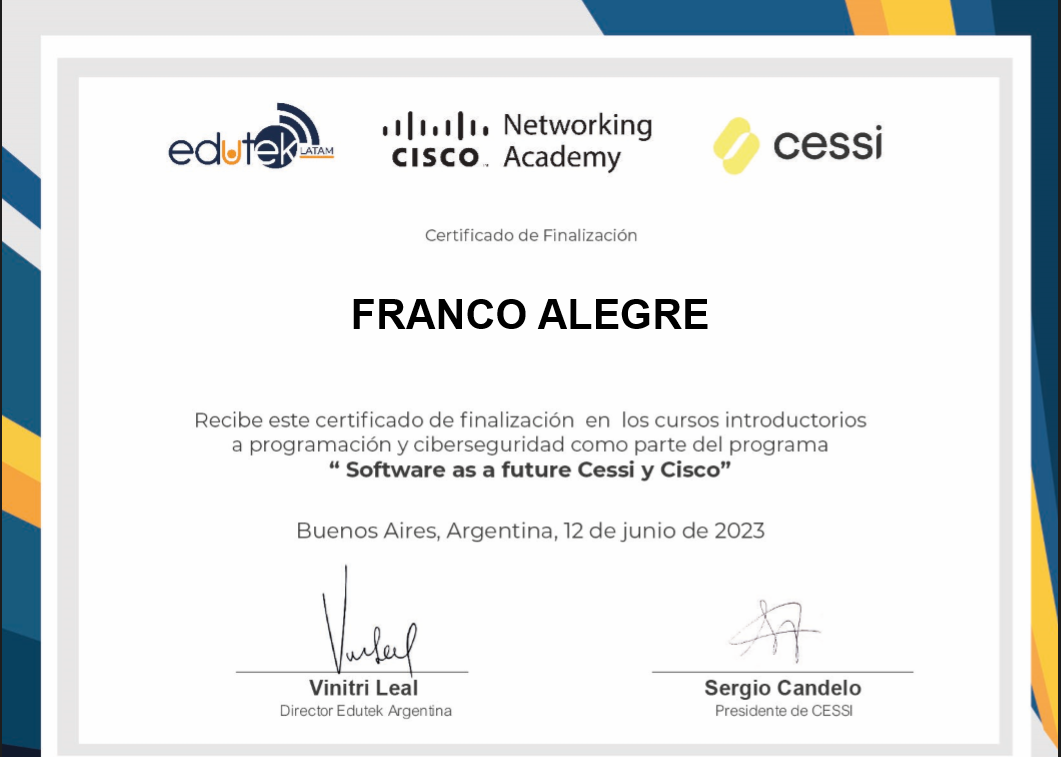 edutek LATAM
CISCO Networking Academy
cessi
Certificado de Finalización
FRANCO ALEGRE
Recibe este certificado de finalización en los cursos introductorios
a programación y ciberseguridad como parte del programa
“ Software as a future Cessi y Cisco”
Buenos Aires, Argentina, 12 de junio de 2023
Vinitri Leal
Director Edutek Argentina
Sergio Candelo
Presidente de CESSI